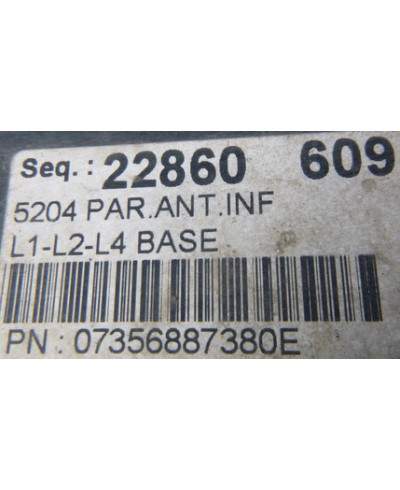 Seq. : 22860 609
5204 PAR.ANT.INF
L1-L2-L4 BASE
PN : 07356887380E